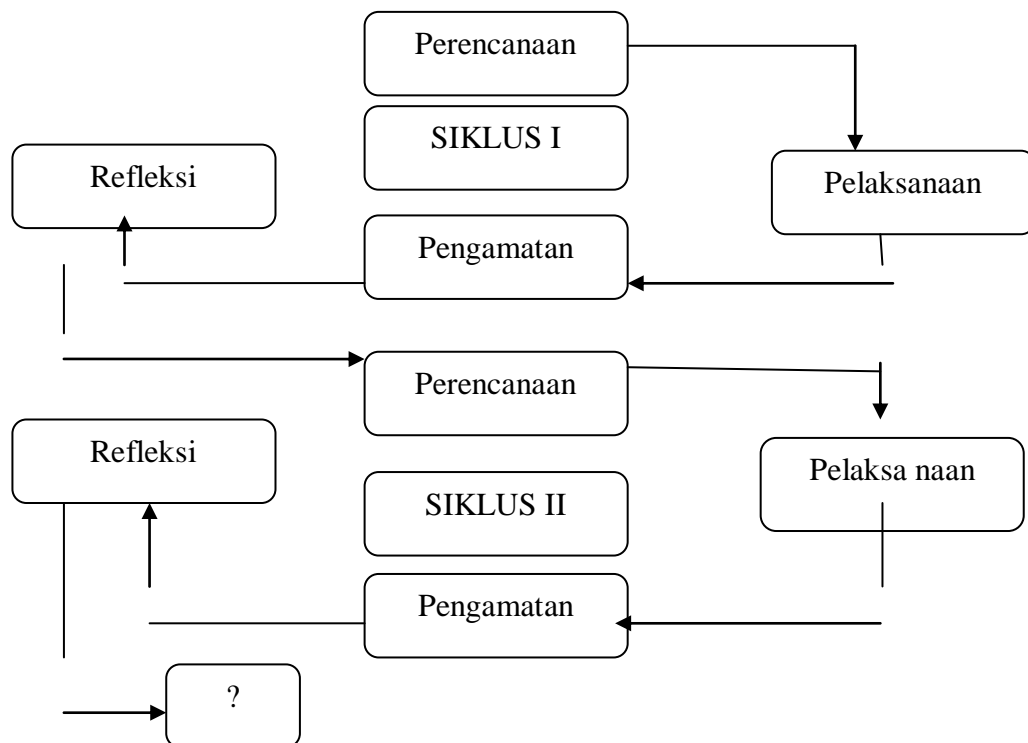 Perencanaan
SIKLUS I
Refleksi
Pelaksanaan
Pengamatan
Perencanaan
Refleksi
Pelaksa naan
SIKLUS II
Pengamatan
?